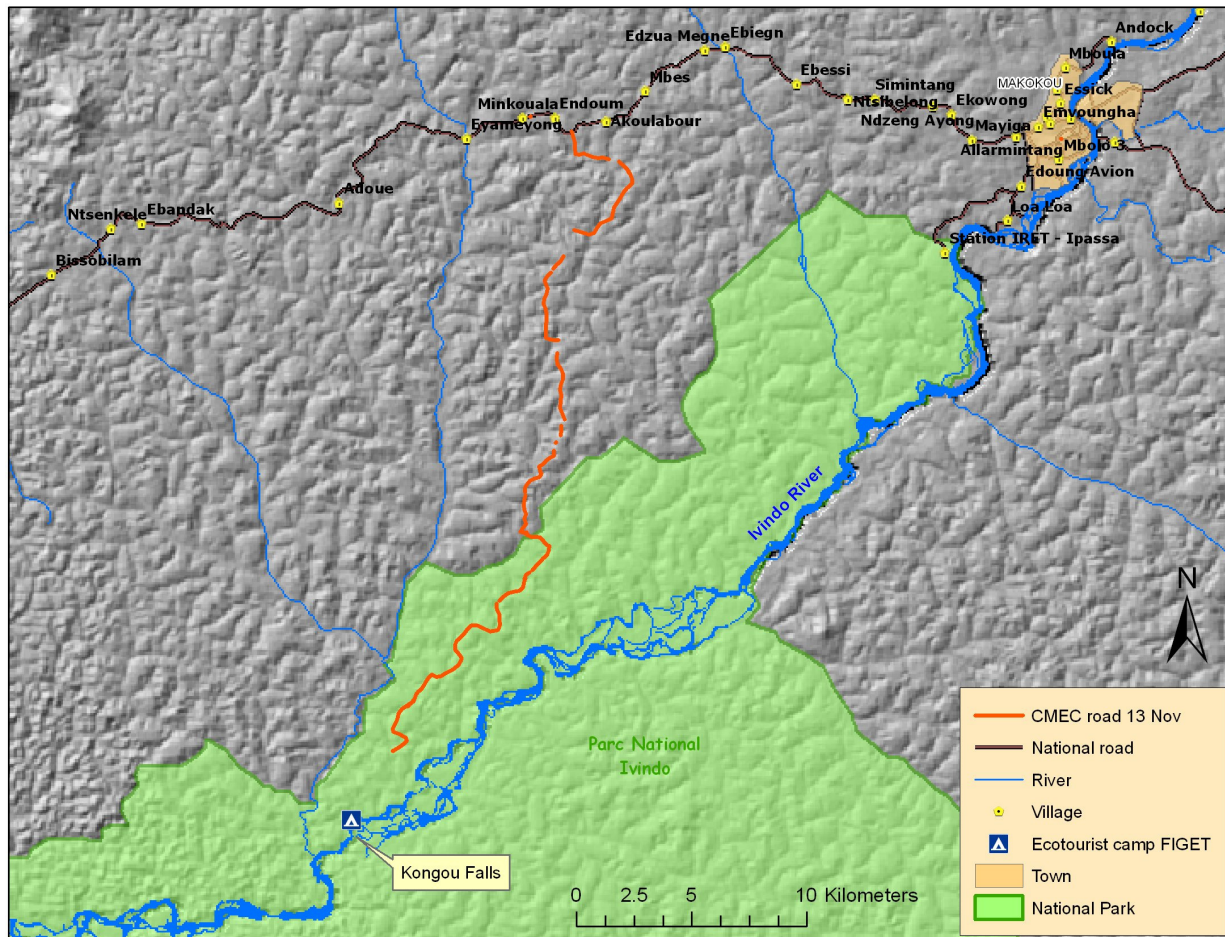 Andock
Edzua Megne
Ebiegn
Mboula
Mbes
Ebessi
MAKOKOU
Simintang
Essick
Minkouala
Endoum
Ntsibelong
Ekowong
Emvoungha
Eyameyong
Akoulabour
Ndzeng Ayong
Mayiga
Allarmintang
Mbolo 3
Edoung Avion
Adoue
Ntsenkele
Ebandak
Loa Loa
Station IRET - Ipassa
Bissobilam
Ivindo River
N
Parc National
Ivindo
Kongou Falls
CMEC road 13 Nov
National road
River
Village
Ecotourist camp FIGET
Town
National Park
0 2.5 5 10 Kilometers